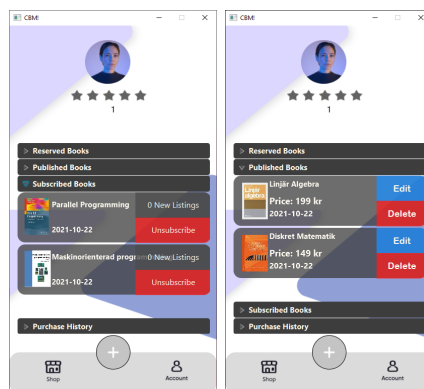 CBM!
1
Reserved Books
Published Books
Subscribed Books
Parallel Programming
0 New Listings
2021-10-22
Unsubscribe
Maskinorienterad progr
0 New Listings
2021-10-22
Unsubscribe
Purchase History
+
Shop
Account
CBM!
1
Reserved Books
Published Books
Linjär Algebra
Linjär algebra
Price: 199 kr
2021-10-22
Edit
Delete
Diskret Matematik
Price: 149 kr
2021-10-22
Edit
Delete
Subscribed Books
Purchase History
+
Shop
Account